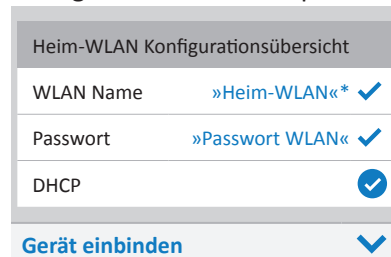 Heim-WLAN Konfigurationsübersicht
WLAN Name »Heim-WLAN«*
Passwort »Passwort WLAN«
DHCP
Gerät einbinden